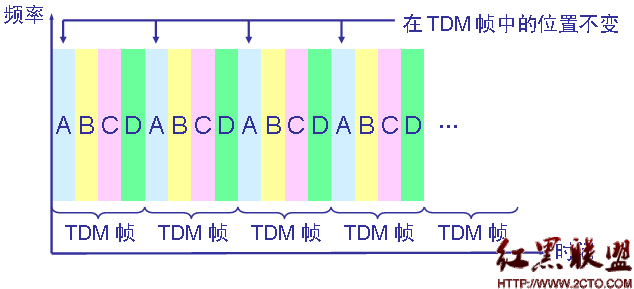 频率
在 TDM 帧中的位置不变
A B C D A B C D A B C D A B C D …
TDM 帧 TDM 帧 TDM 帧 TDM 帧 TDM 帧
时
红黑联盟
HTTP://WWW.2CTO.COM